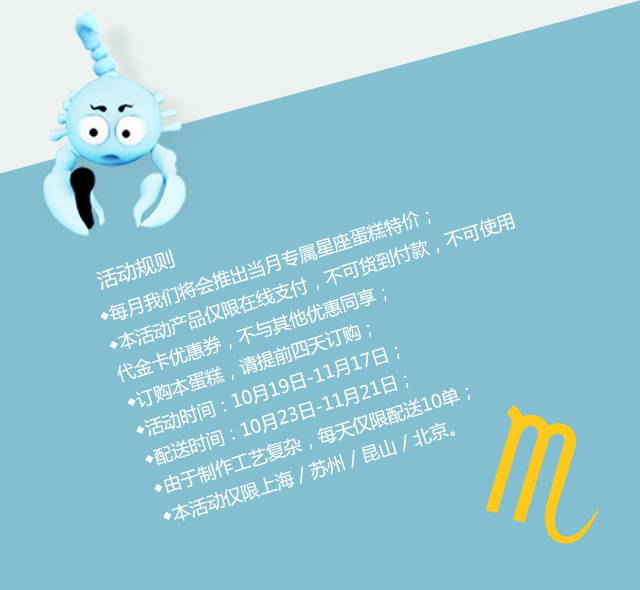 活动规则
◆每月我们将会推出当月专属星座蛋糕特价；
◆本活动产品仅限在线支付，不可货到付款，不可使用
代金卡优惠券，不与其他优惠同享；
◆订购本蛋糕，请提前四天订购；
◆活动时间：10月19日-11月17日；
◆配送时间：10月23日-11月21日；
◆由于制作工艺复杂，每天仅限配送10单；
◆本活动仅限上海 / 苏州 / 昆山 / 北京。